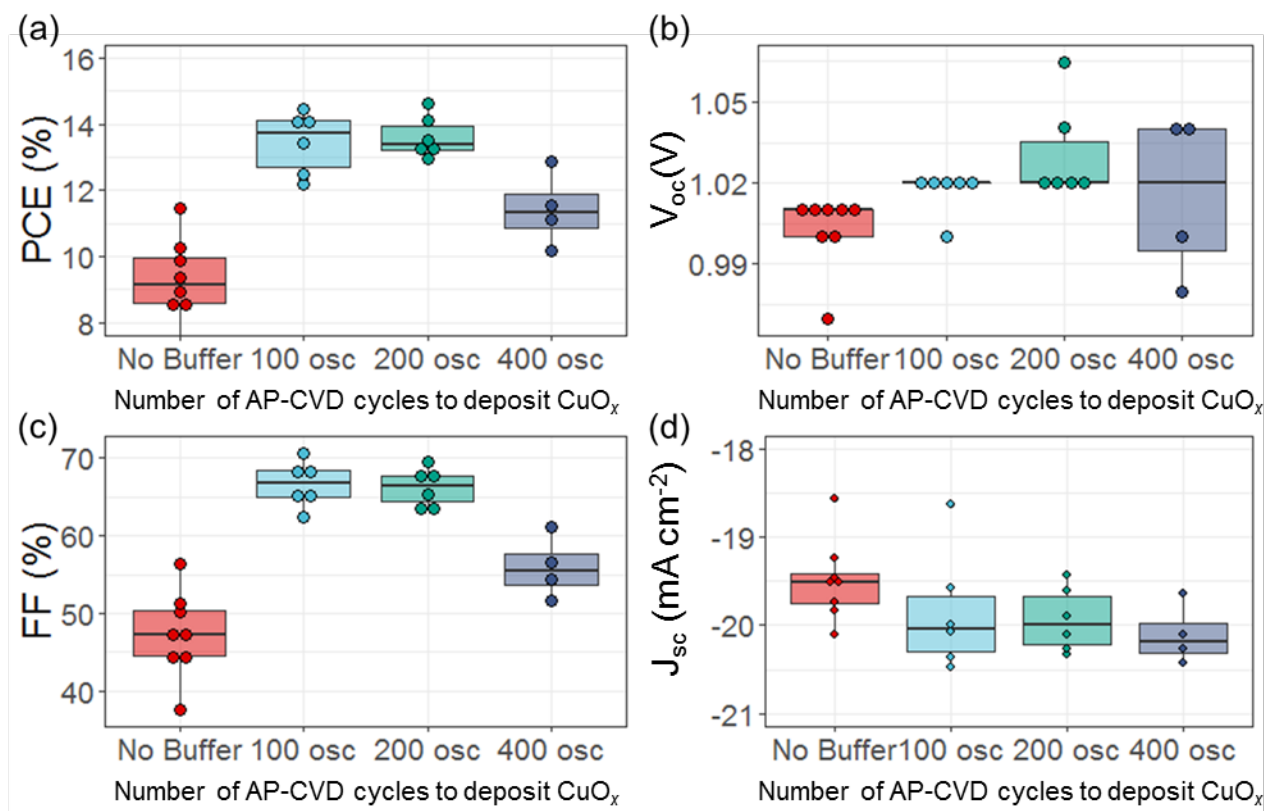 (a)
PCE (%)
16
14
12
10
8
No Buffer 100 osc 200 osc 400 osc
Number of AP-CVD cycles to deposit CuOₓ
(b)
Vₒc(V)
1.05
1.02
0.99
No Buffer 100 osc 200 osc 400 osc
Number of AP-CVD cycles to deposit CuOₓ
(c)
FF (%)
70
60
50
40
No Buffer 100 osc 200 osc 400 osc
Number of AP-CVD cycles to deposit CuOₓ
(d)
Jsc (mA cm⁻²)
-18
-19
-20
-21
No Buffer 100 osc 200 osc 400 osc
Number of AP-CVD cycles to deposit CuOₓ